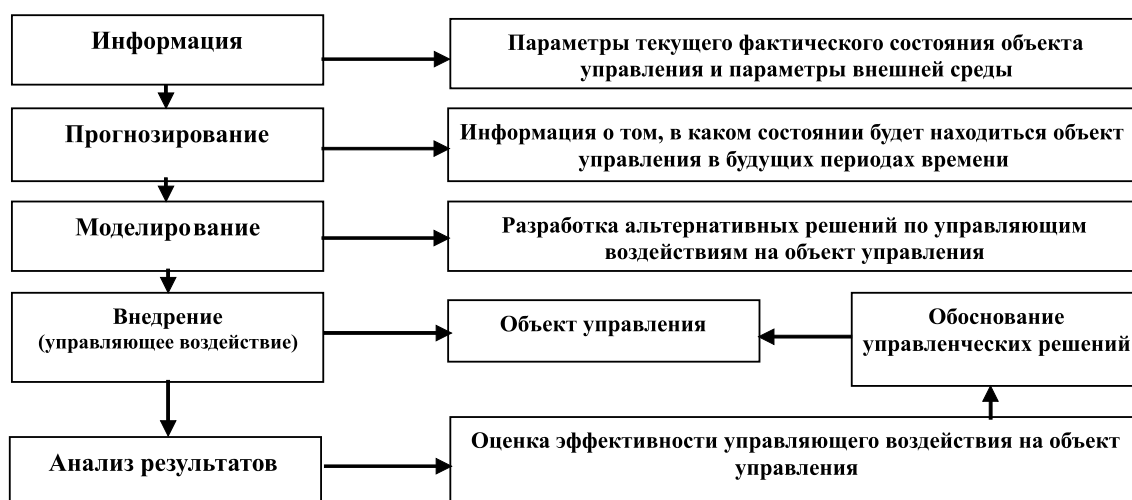 Информация
Параметры текущего фактического состояния объекта
управления и параметры внешней среды
Прогнозирование
Информация о том, в каком состоянии будет находиться объект
управления в будущих периодах времени
Моделирование
Разработка альтернативных решений по управляющим
воздействиям на объект управления
Внедрение
(управляющее воздействие)
Объект управления
Обоснование
управленческих решений
Анализ результатов
Оценка эффективности управляющего воздействия на объект
управления